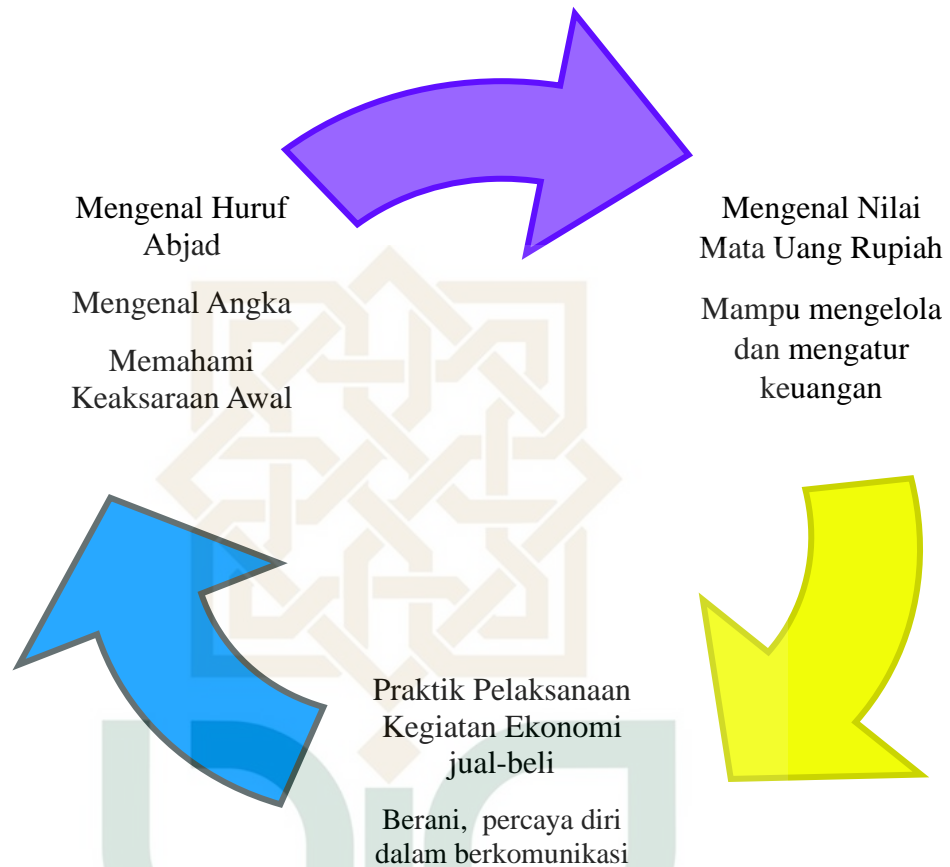 Mengenal Huruf
Abjad
Mengenal Angka
Memahami
Keaksaraan Awal
Mengenal Nilai
Mata Uang Rupiah
Mampu mengelola
dan mengatur
keuangan
Praktik Pelaksanaan
Kegiatan Ekonomi
jual-beli
Berani, percaya diri
dalam berkomunikasi